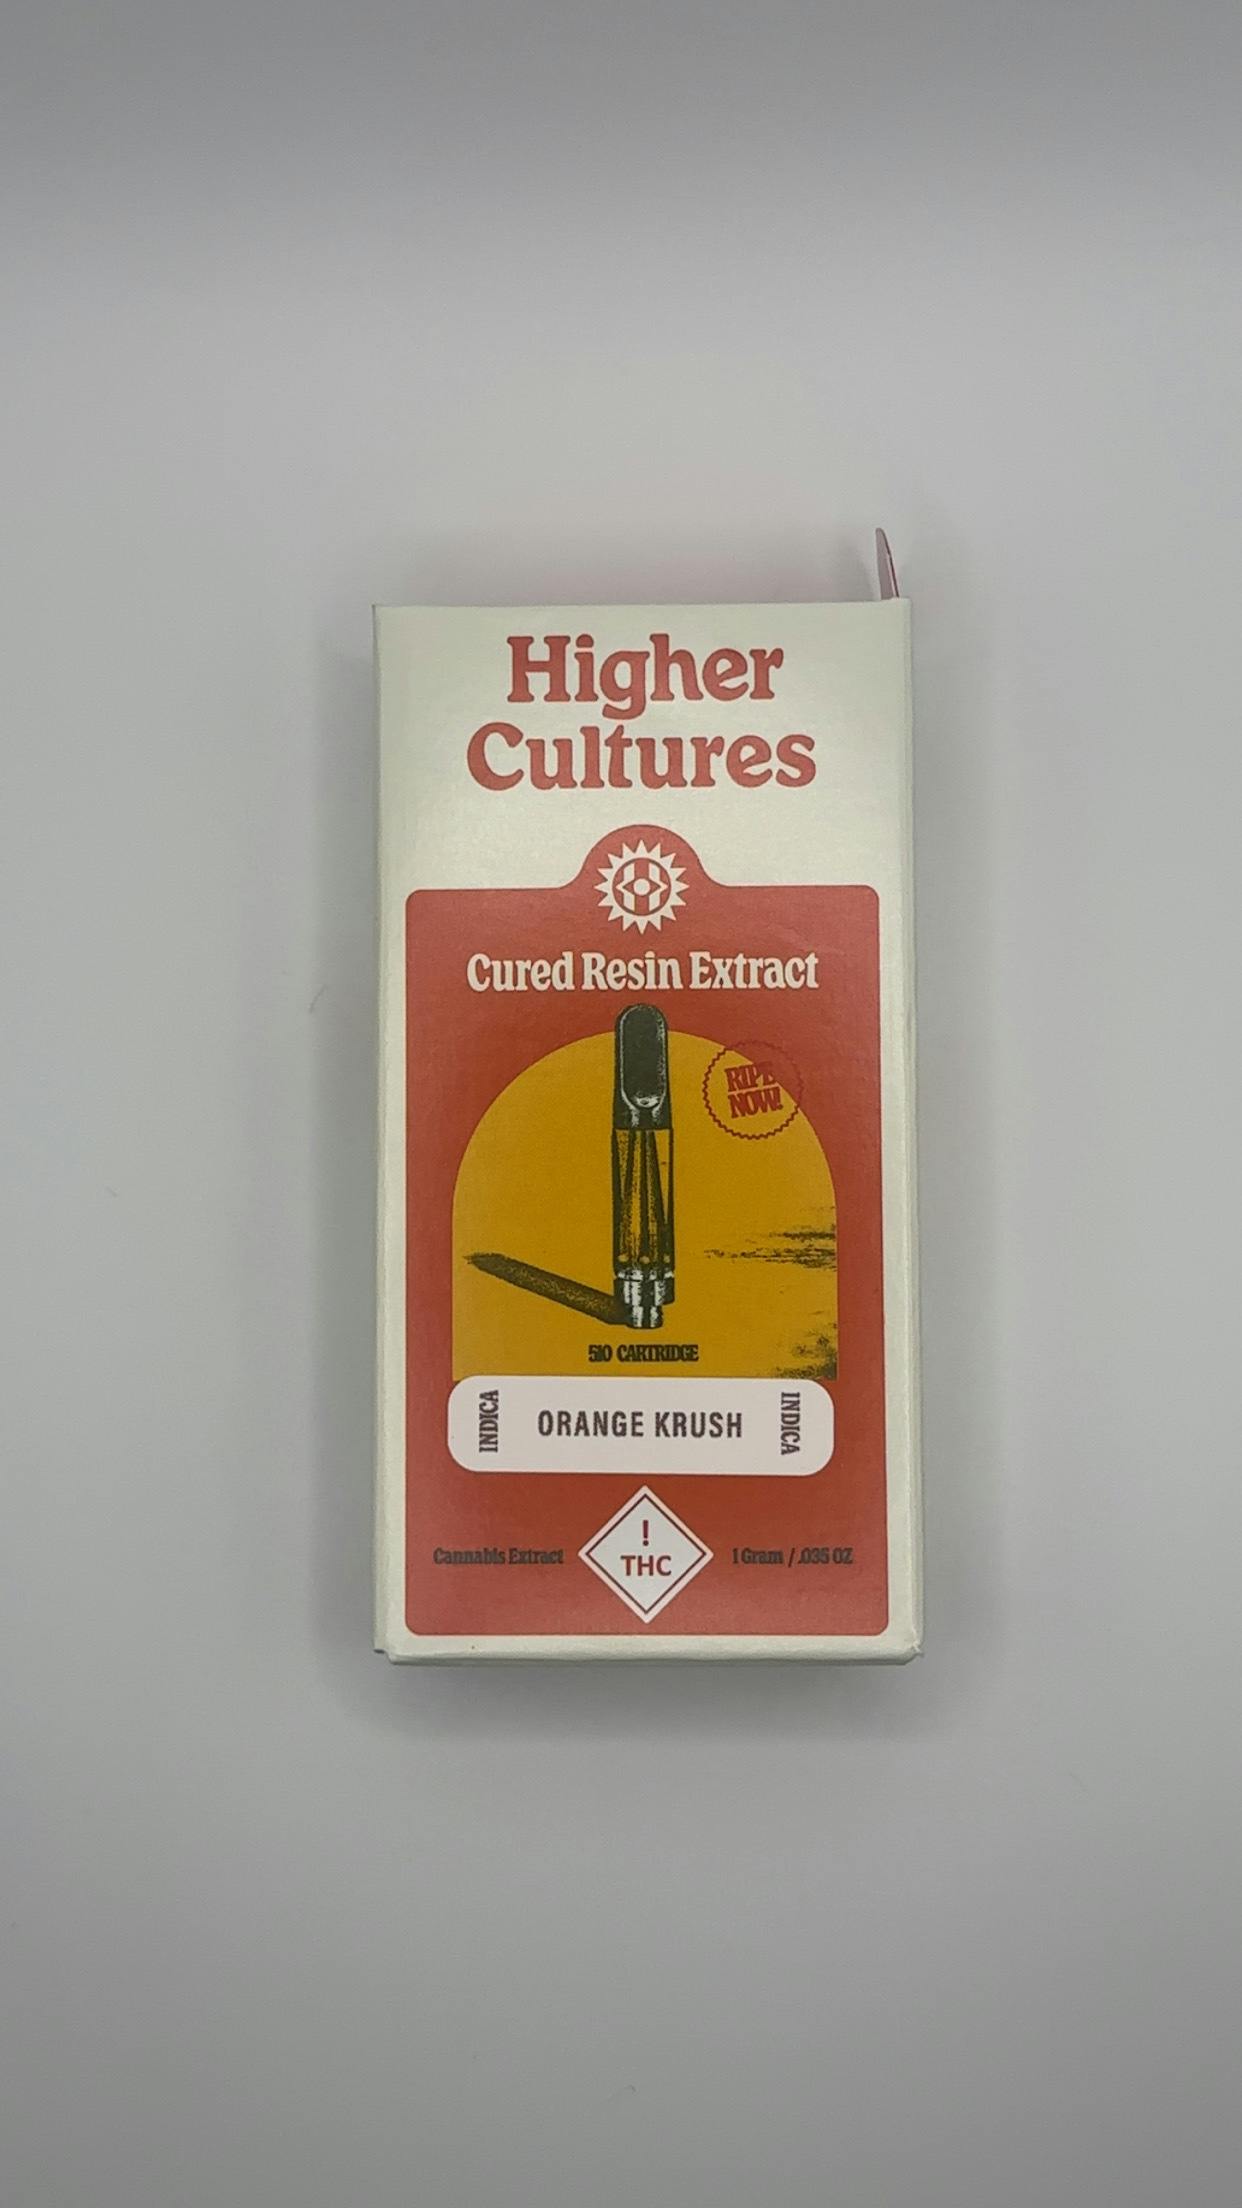 Higher
Cultures
Cured Resin Extract
RIPE
NOW!
510 CARTRIDGE
INDICA
ORANGE KRUSH
INDICA
!
THC
Cannabis Extract
1 Gram / .035 OZ